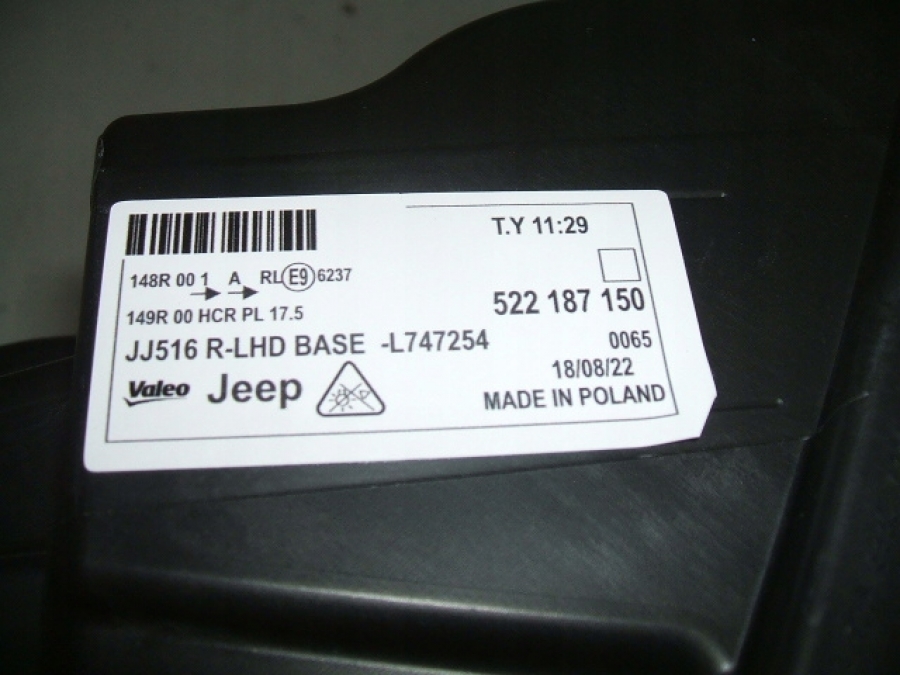 T.Y 11:29
148R 00 1 A RL E9 6237
149R 00 HCR PL 17.5
522 187 150
JJ516 R-LHD BASE -L747254
0065
18/08/22
Valeo Jeep
MADE IN POLAND